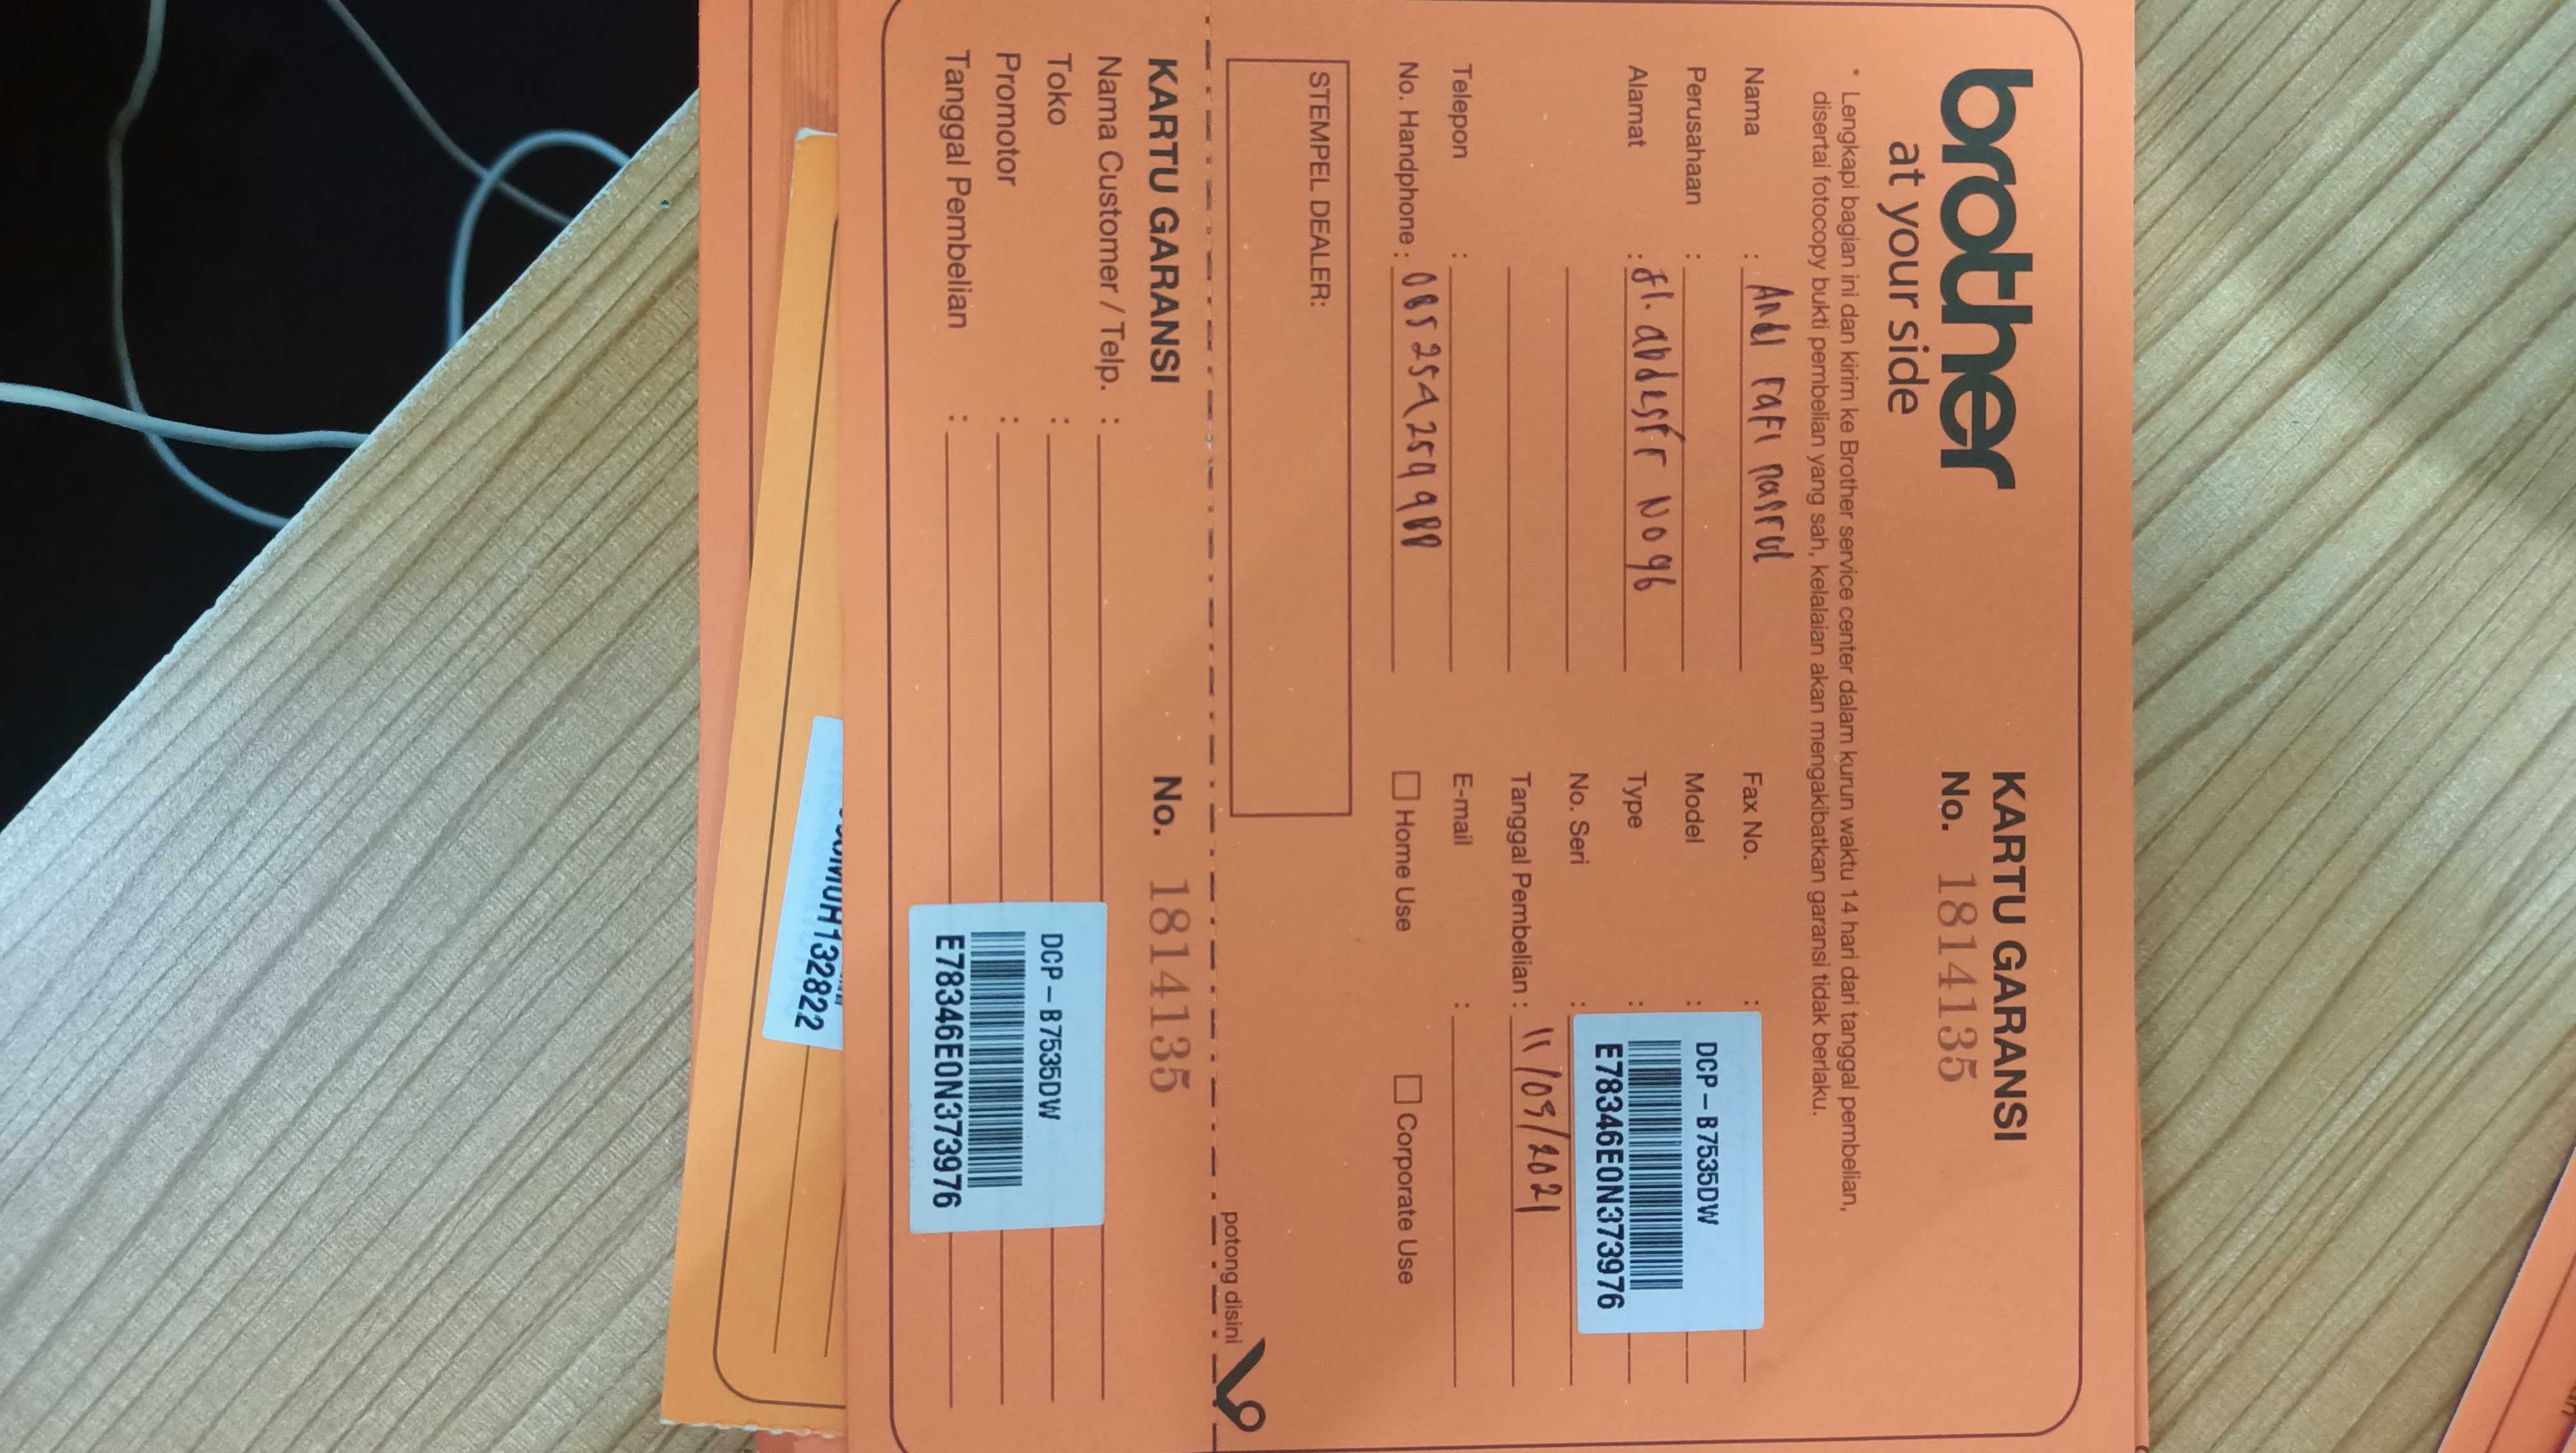 brother
at your side
KARTU GARANSI
No. 1814135
* Lengkapi bagian ini dan kirim ke Brother service center dalam kurun waktu 14 hari dari tanggal pembelian,
disertai fotocopy bukti pembelian yang sah, kelalaian akan mengakibatkan garansi tidak berlaku.
Nama : Andi rafi nasrul
Perusahaan :
Alamat : Jl. abdesir No 96
Telepon :
No. Handphone : 085254259988
Fax No. :
Model :
Type :
No. Seri :
DCP-B7535DW
E78346E0N373976
Tanggal Pembelian : 11/09/2021
E-mail :
Home Use
Corporate Use
STEMPEL DEALER:
potong disini
KARTU GARANSI
No. 1814135
Nama Customer / Telp. :
Toko :
Promotor :
Tanggal Pembelian :
DCP-B7535DW
E78346E0N373976
H132822